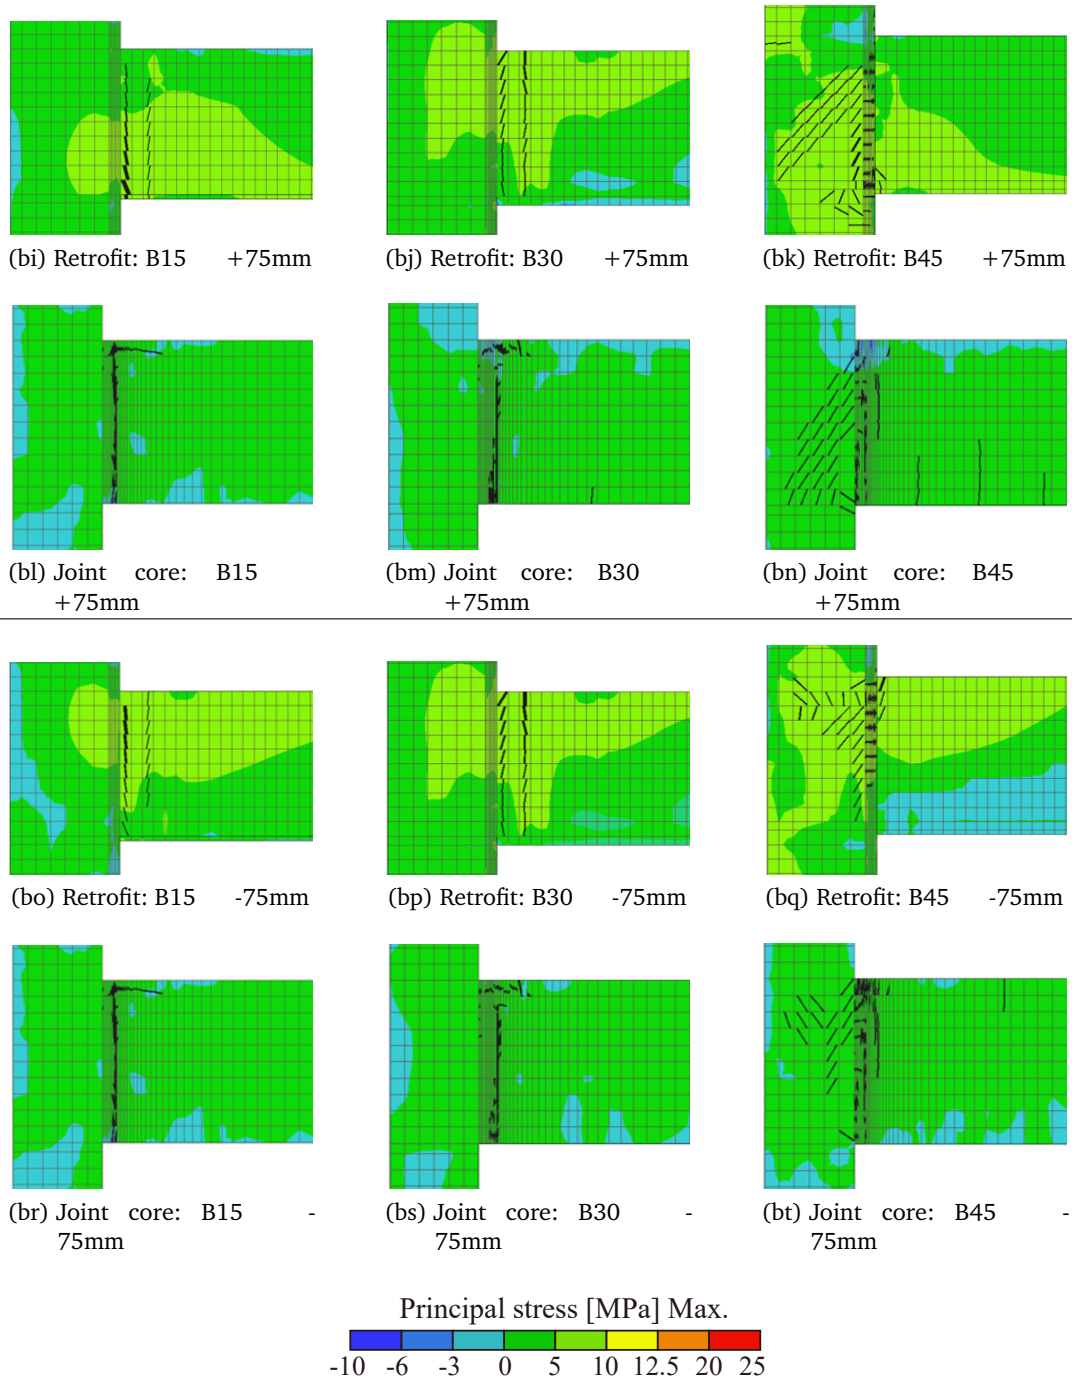 (bi) Retrofit: B15 +75mm
(bj) Retrofit: B30 +75mm
(bk) Retrofit: B45 +75mm
(bl) Joint core: B15
+75mm
(bm) Joint core: B30
+75mm
(bn) Joint core: B45
+75mm
(bo) Retrofit: B15 -75mm
(bp) Retrofit: B30 -75mm
(bq) Retrofit: B45 -75mm
(br) Joint core: B15 -
75mm
(bs) Joint core: B30 -
75mm
(bt) Joint core: B45 -
75mm
Principal stress [MPa] Max.
-10 -6 -3 0 5 10 12.5 20 25